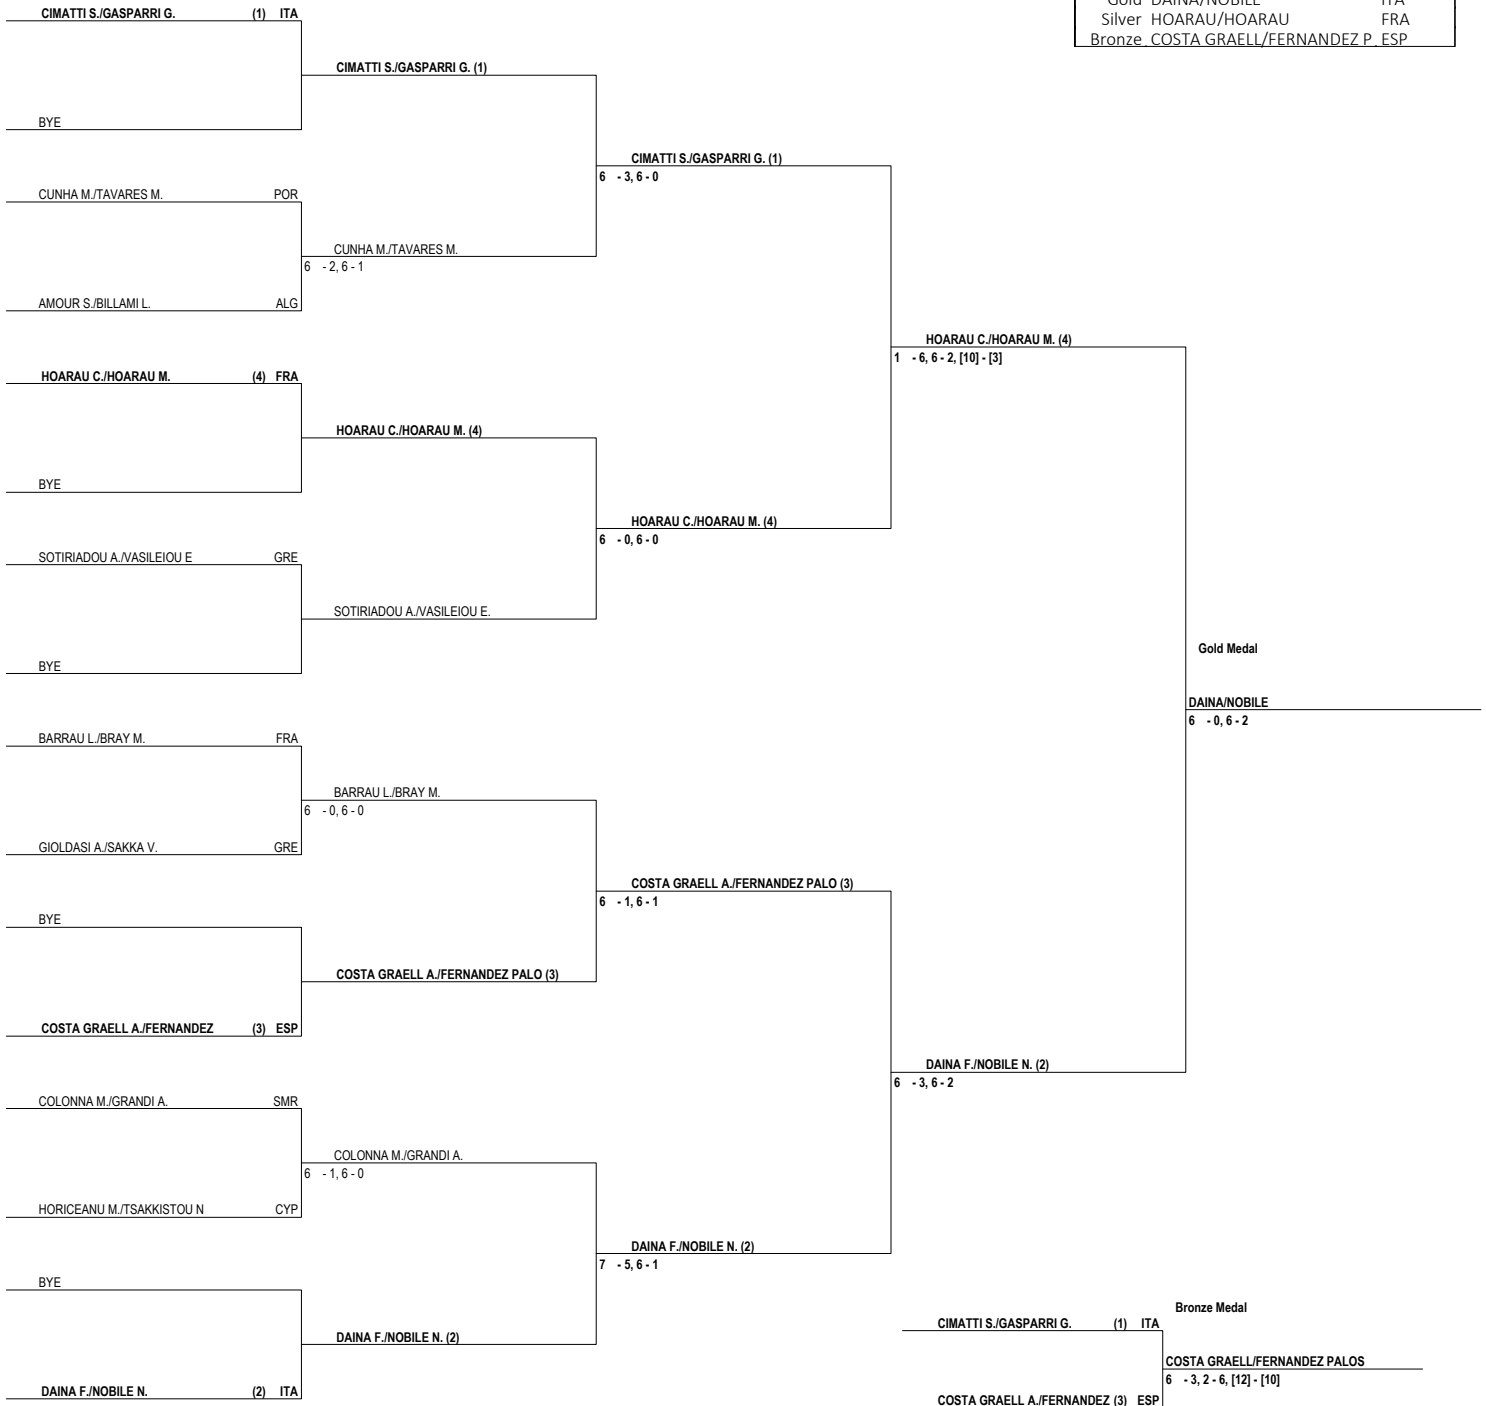 CIMATTI S./GASPARRI G. (1) ITA
Gold DAINA/NOBILE ITA
Silver HOARAU/HOARAU FRA
Bronze COSTA GRAELL/FERNANDEZ P. ESP
CIMATTI S./GASPARRI G. (1)
BYE
CIMATTI S./GASPARRI G. (1)
6 - 3, 6 - 0
CUNHA M./TAVARES M. POR
CUNHA M./TAVARES M.
6 - 2, 6 - 1
AMOUR S./BILLAMI L. ALG
HOARAU C./HOARAU M. (4)
1 - 6, 6 - 2, [10] - [3]
HOARAU C./HOARAU M. (4) FRA
HOARAU C./HOARAU M. (4)
BYE
HOARAU C./HOARAU M. (4)
6 - 0, 6 - 0
SOTIRIADOU A./VASILEIOU E GRE
SOTIRIADOU A./VASILEIOU E.
BYE
Gold Medal
DAINA/NOBILE
6 - 0, 6 - 2
BARRAU L./BRAY M. FRA
BARRAU L./BRAY M.
6 - 0, 6 - 0
GIOLDASI A./SAKKA V. GRE
COSTA GRAELL A./FERNANDEZ PALO (3)
6 - 1, 6 - 1
BYE
COSTA GRAELL A./FERNANDEZ PALO (3)
COSTA GRAELL A./FERNANDEZ (3) ESP
DAINA F./NOBILE N. (2)
6 - 3, 6 - 2
COLONNA M./GRANDI A. SMR
COLONNA M./GRANDI A.
6 - 1, 6 - 0
HORICEANU M./TSAKKISTOU N CYP
DAINA F./NOBILE N. (2)
7 - 5, 6 - 1
BYE
DAINA F./NOBILE N. (2)
DAINA F./NOBILE N. (2) ITA
Bronze Medal
CIMATTI S./GASPARRI G. (1) ITA
COSTA GRAELL/FERNANDEZ PALOS
6 - 3, 2 - 6, [12] - [10]
COSTA GRAELL A./FERNANDEZ (3) ESP